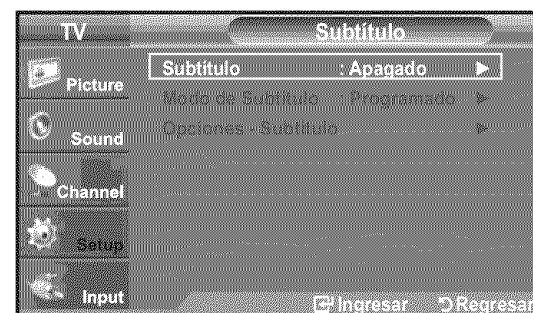 TV
Subtítulo
Picture
Sound
Channel
Setup
Input
Subtítulo : Apagado
Modo de Subtítulo : Programado
Opciones - Subtítulo
Ingresar Regresar